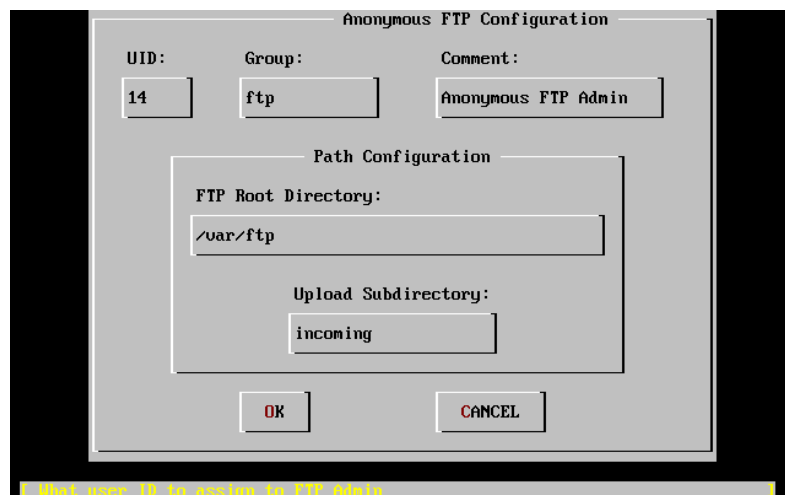 Anonymous FTP Configuration
UID: Group: Comment:
14 ftp Anonymous FTP Admin
Path Configuration
FTP Root Directory:
/var/ftp
Upload Subdirectory:
incoming
OK CANCEL
[ What user ID to assign to FTP Admin ]